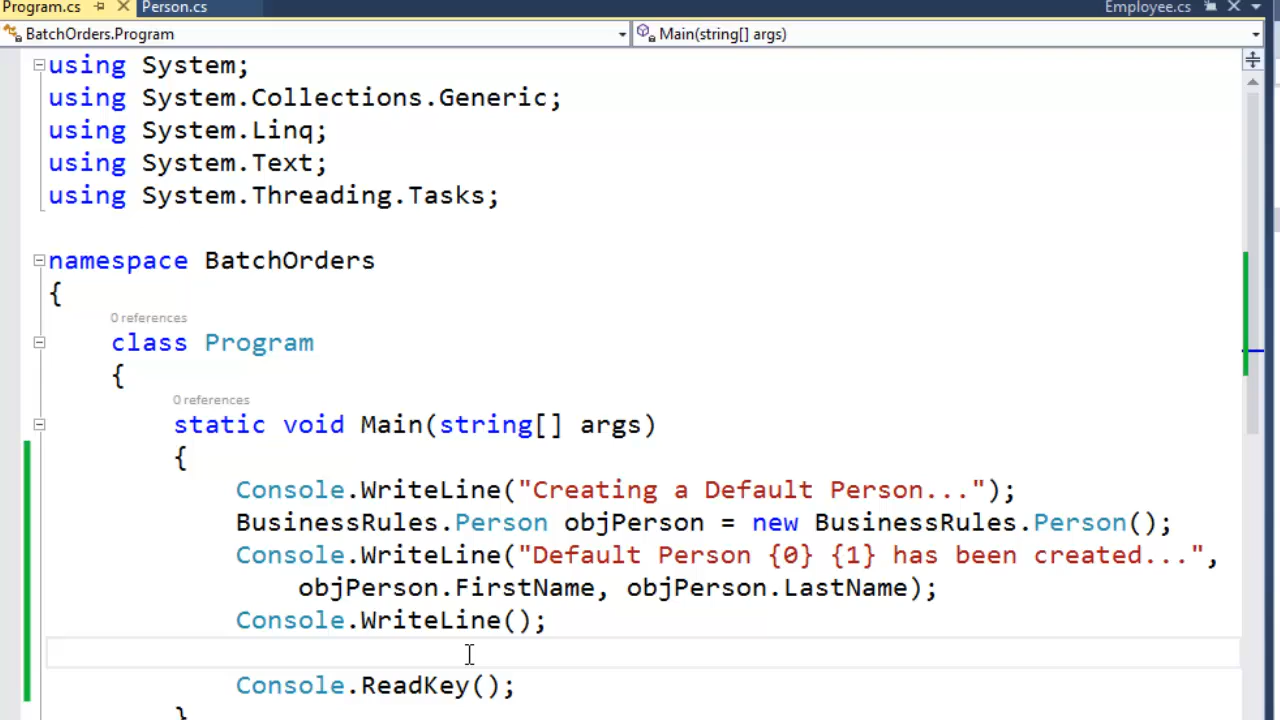 Program.cs Person.cs Employee.cs
BatchOrders.Program Main(string[] args)
using System;
using System.Collections.Generic;
using System.Linq;
using System.Text;
using System.Threading.Tasks;
namespace BatchOrders
{
0 references
class Program
{
0 references
static void Main(string[] args)
{
Console.WriteLine("Creating a Default Person...");
BusinessRules.Person objPerson = new BusinessRules.Person();
Console.WriteLine("Default Person {0} {1} has been created...",
objPerson.FirstName, objPerson.LastName);
Console.WriteLine();
Console.ReadKey();
}